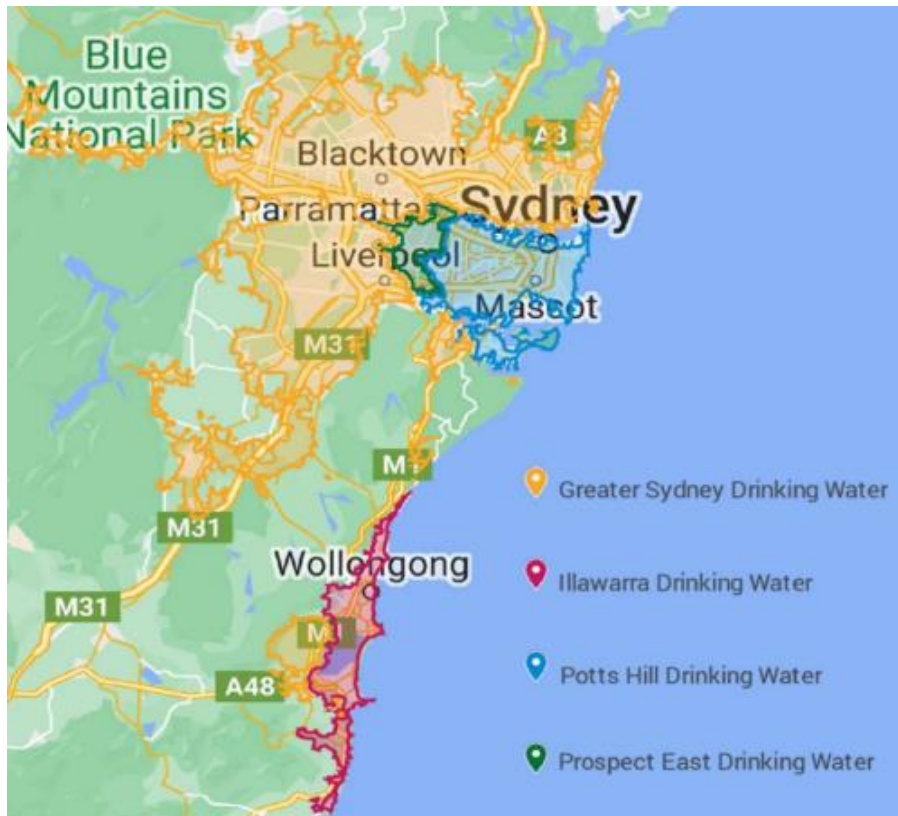 Blue
Mountains
National Park
A3
Blacktown
Sydney
Parramatta
Liverpool
Mascot
M31
M1
Greater Sydney Drinking Water
M31
Wollongong
Illawarra Drinking Water
M31
M1
Potts Hill Drinking Water
A48
Prospect East Drinking Water